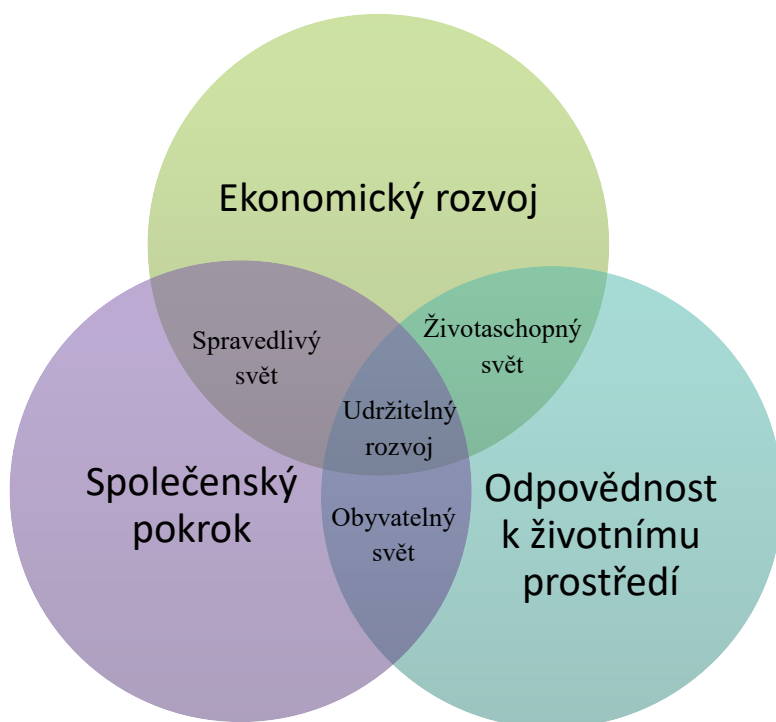 Ekonomický rozvoj
Spravedlivý
svět
Životaschopný
svět
Udržitelný
rozvoj
Společenský
pokrok
Odpovědnost
k životnímu
prostředí
Obyvatelný
svět